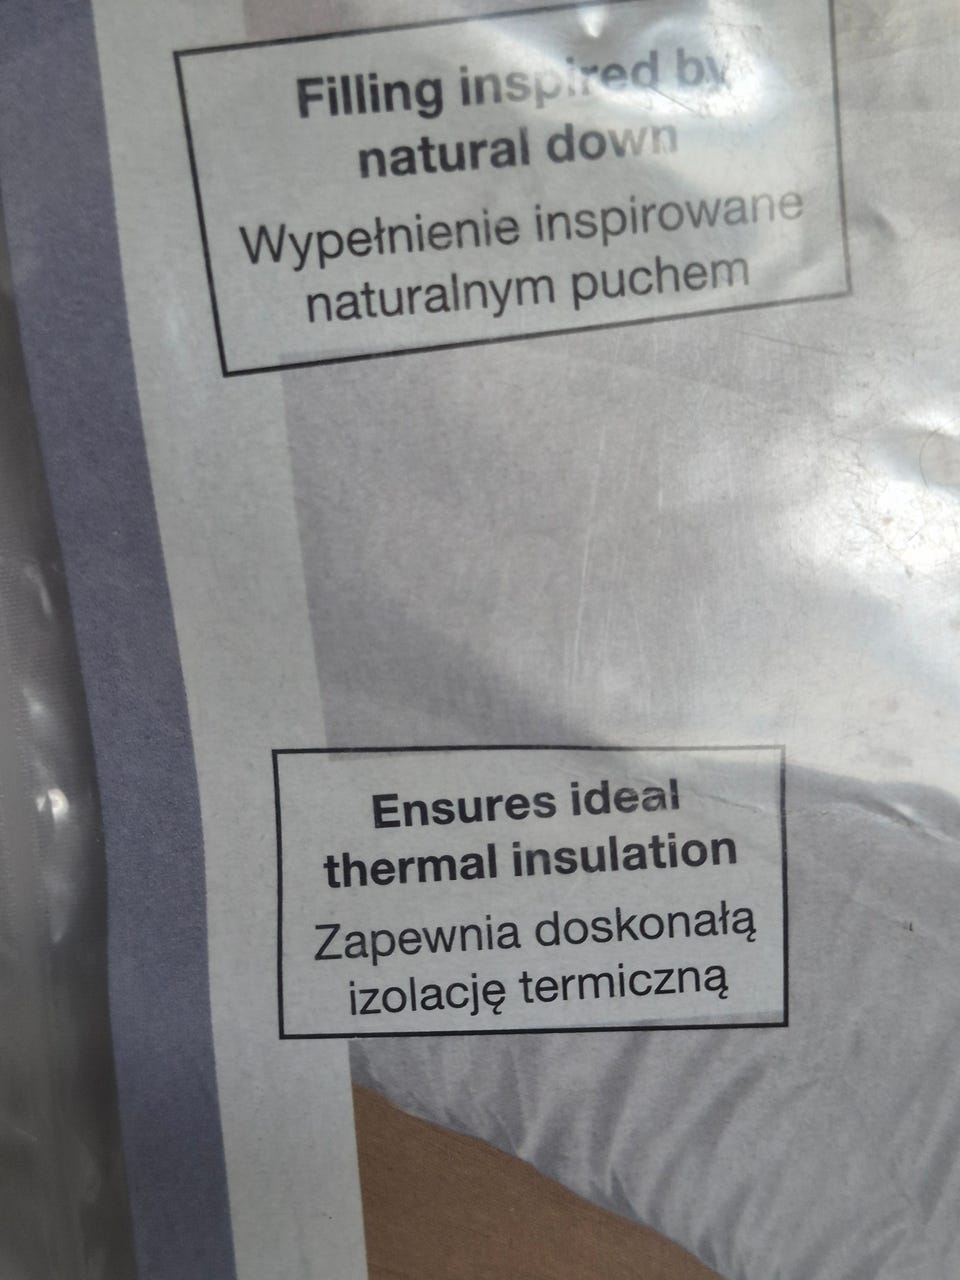 Filling inspired by
natural down
Wypełnienie inspirowane
naturalnym puchem
Ensures ideal
thermal insulation
Zapewnia doskonałą
izolację termiczną